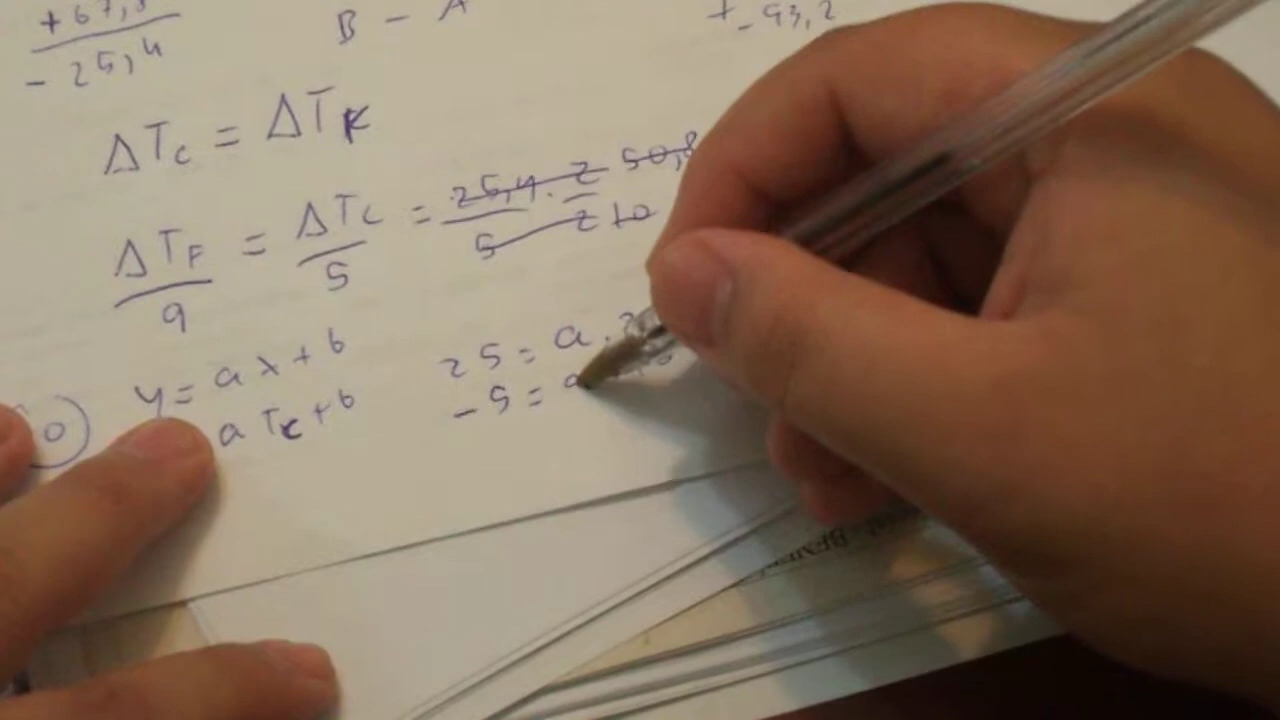 +67,8
- 25,4
B - A
+ - 93,2
ΔTc = ΔTK
ΔTF/9 = ΔTC/5 = 25,4 . 2 50,8
5 2 10
y = ax + b
aTK + b
25 = a .
-5 =